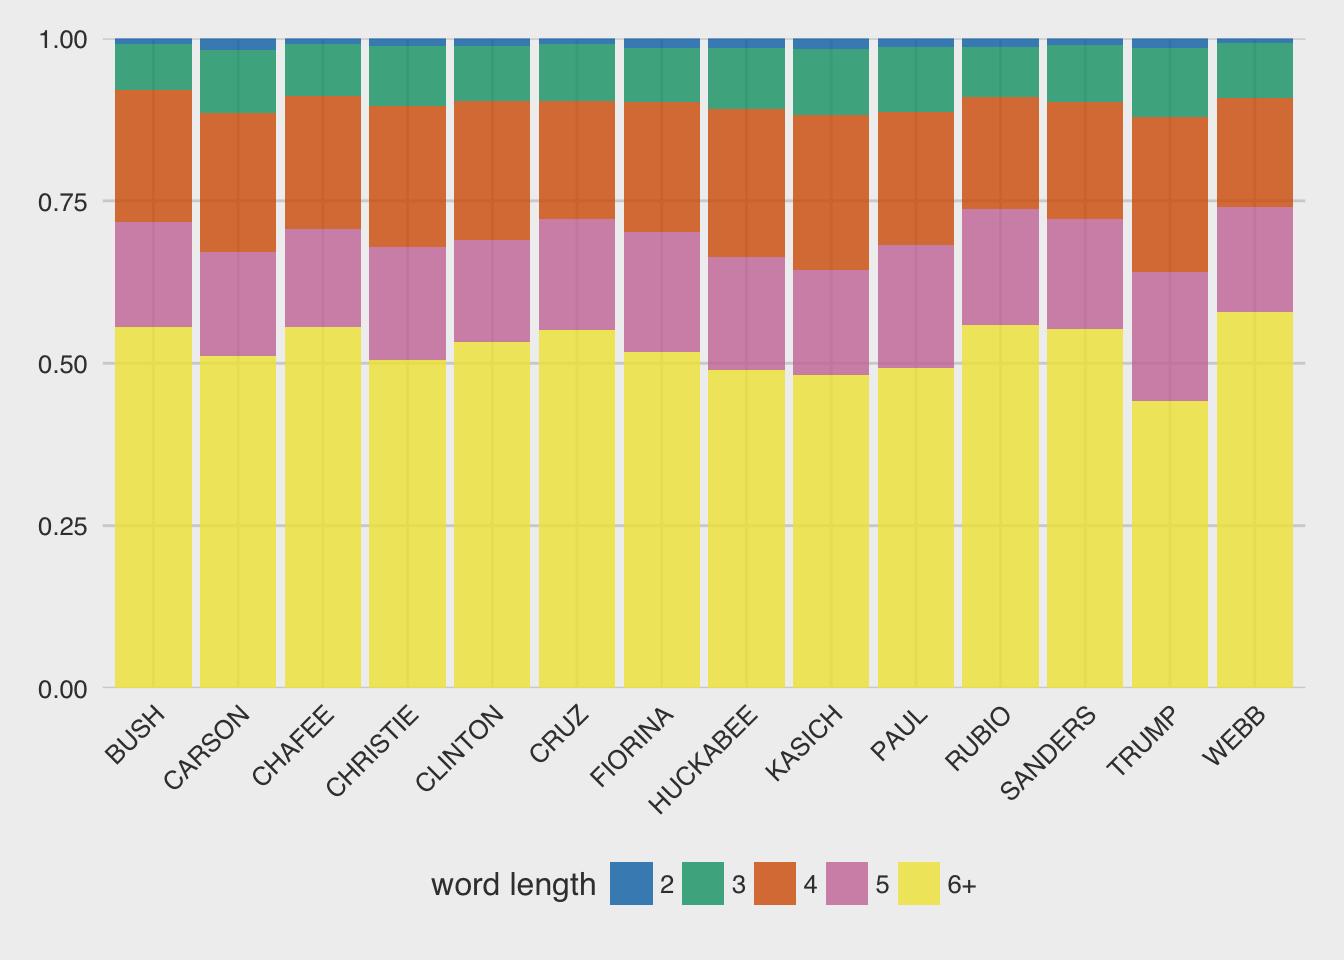 1.00
0.75
0.50
0.25
0.00
BUSH
CARSON
CHAFEE
CHRISTIE
CLINTON
CRUZ
FIORINA
HUCKABEE
KASICH
PAUL
RUBIO
SANDERS
TRUMP
WEBB
word length 2 3 4 5 6+